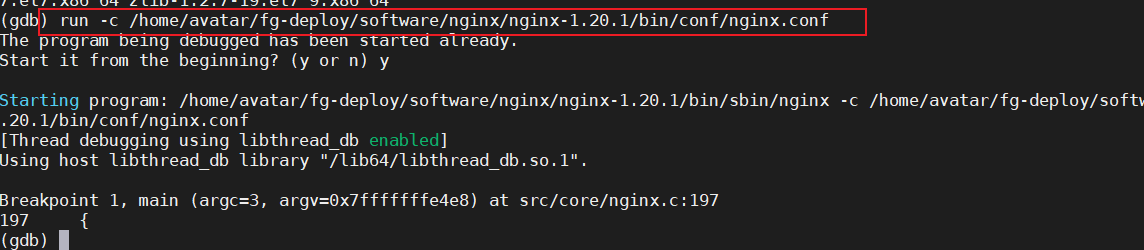 7.el7.x86_64 zlib-1.2.7-19.el7_9.x86_64
(gdb) run -c /home/avatar/fg-deploy/software/nginx/nginx-1.20.1/bin/conf/nginx.conf
The program being debugged has been started already.
Start it from the beginning? (y or n) y
Starting program: /home/avatar/fg-deploy/software/nginx/nginx-1.20.1/bin/sbin/nginx -c /home/avatar/fg-deploy/softw
.20.1/bin/conf/nginx.conf
[Thread debugging using libthread_db enabled]
Using host libthread_db library "/lib64/libthread_db.so.1".
Breakpoint 1, main (argc=3, argv=0x7fffffffe4e8) at src/core/nginx.c:197
197 {
(gdb)